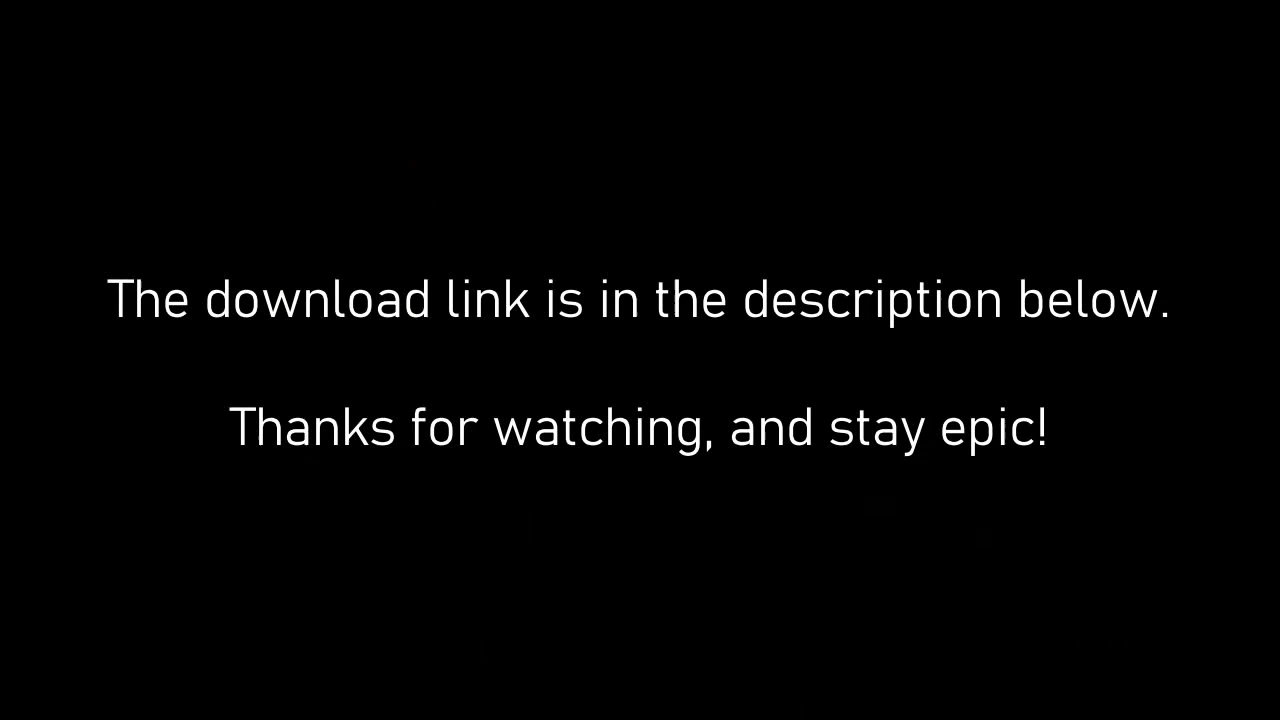 The download link is in the description below.
Thanks for watching, and stay epic!